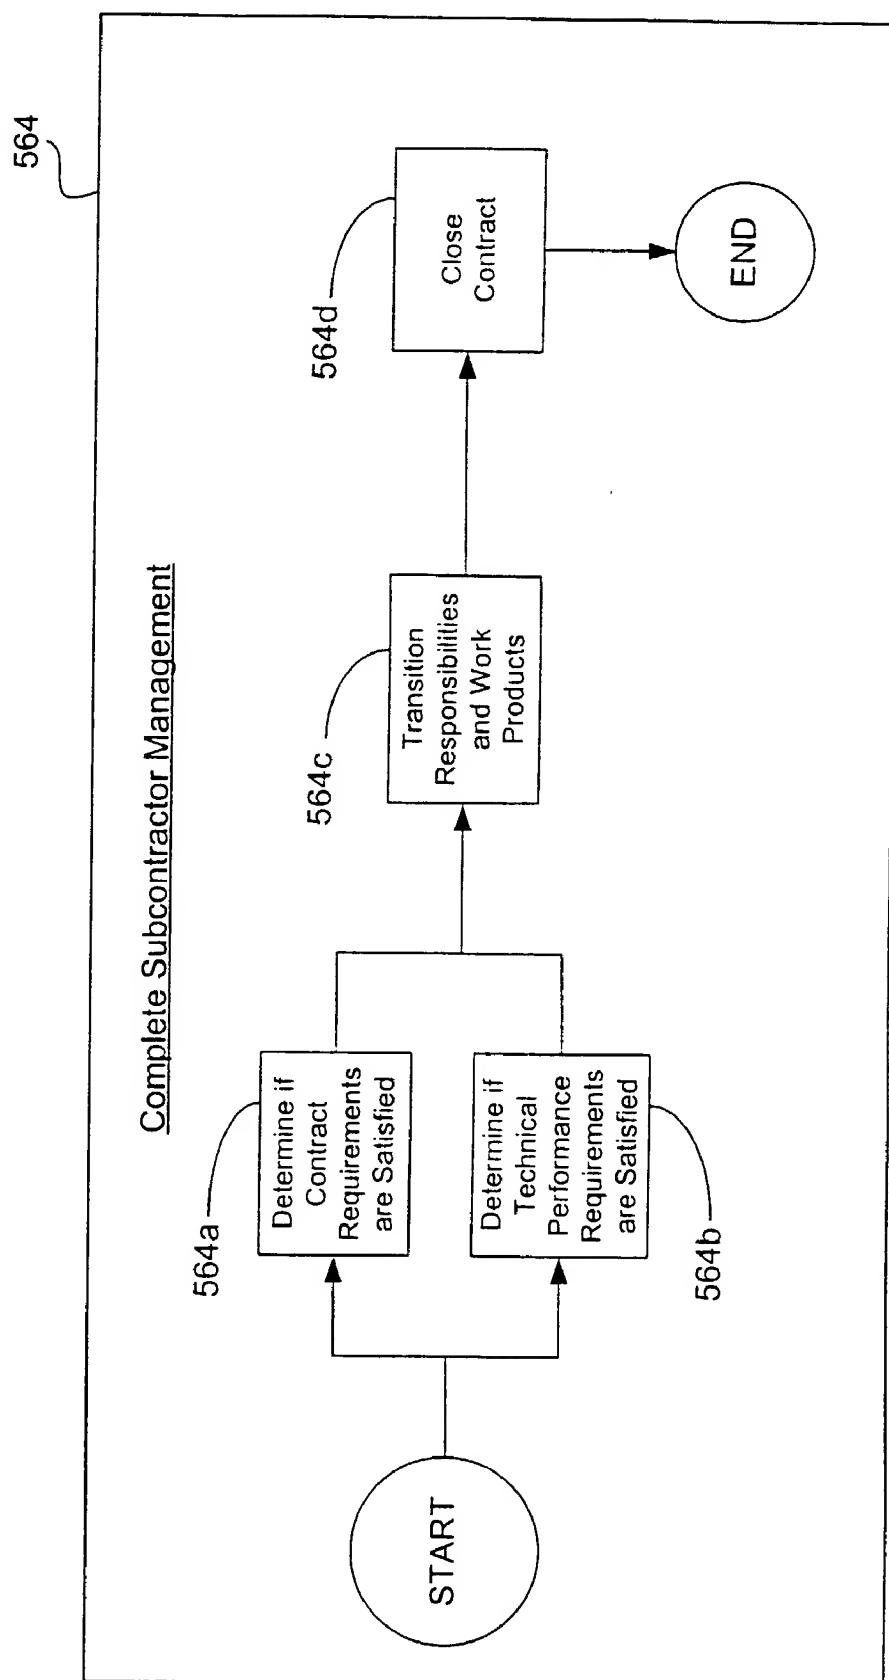 564
Complete Subcontractor Management
START
564a
Determine if
Contract
Requirements
are Satisfied
Determine if
Technical
Performance
Requirements
are Satisfied
564b
564c
Transition
Responsibilities
and Work
Products
564d
Close
Contract
END